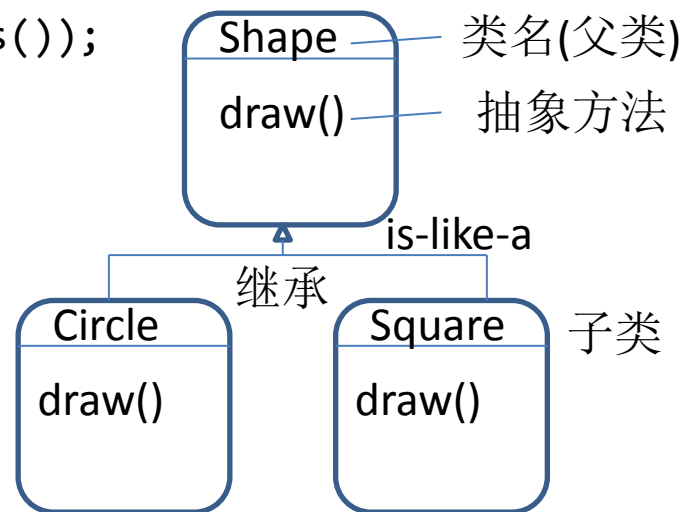 s());
Shape 类名(父类)
draw() 抽象方法
is-like-a
继承
Circle Square 子类
draw() draw()